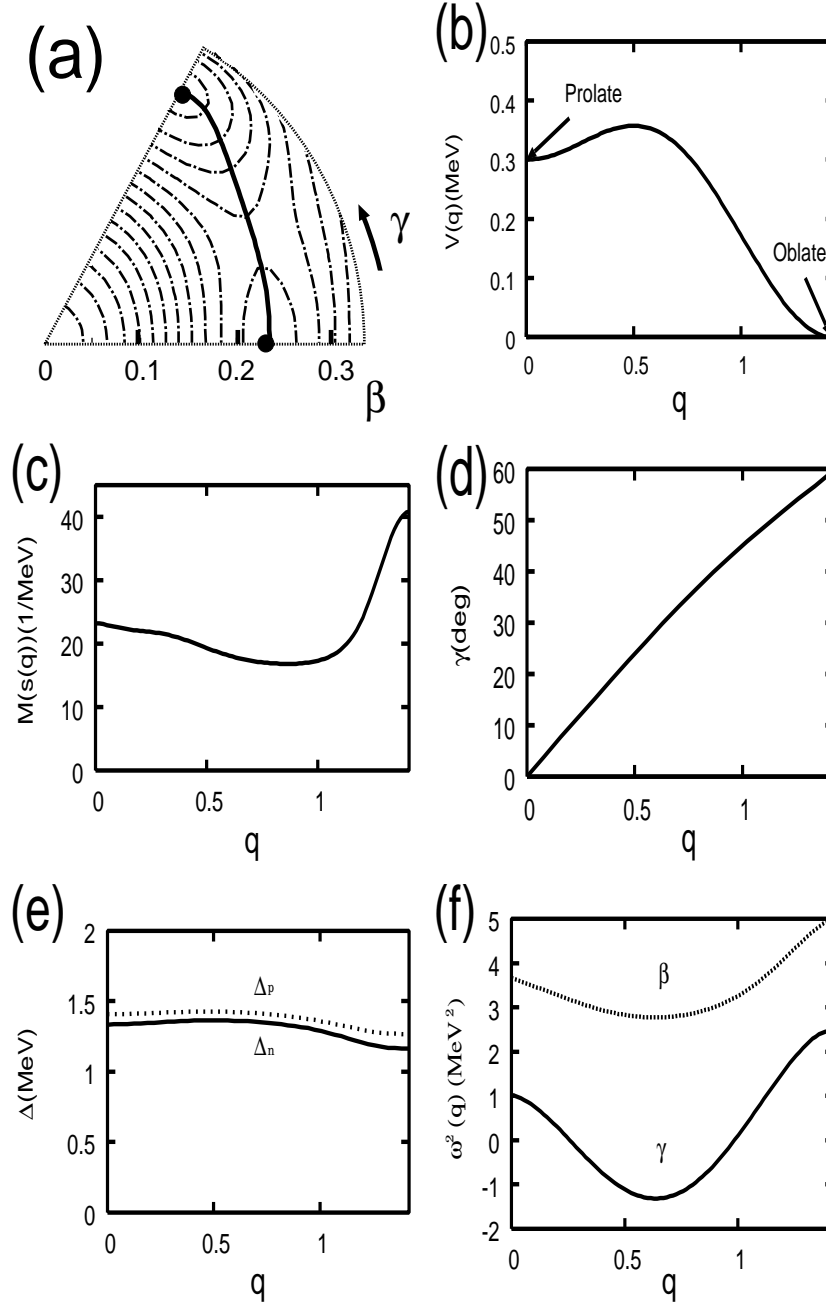 (a)
γ
0 0.1 0.2 0.3
β
(b)
0.5
0.4
0.3
0.2
0.1
0
V(q)(MeV)
Prolate
Oblate
0 0.5 1
q
(c)
40
30
20
10
0
M(s(q))(1/MeV)
0 0.5 1
q
(d)
60
50
40
30
20
10
0
γ(deg)
0 0.5 1
q
(e)
2
1.5
1
0.5
0
Δ(MeV)
Δp
Δn
0 0.5 1
q
(f)
5
4
3
2
1
0
-1
-2
ω²(q)(MeV²)
β
γ
0 0.5 1
q